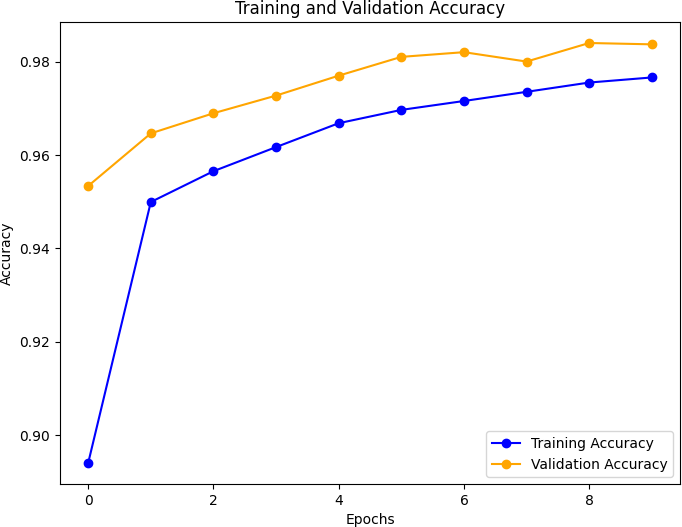 Training and Validation Accuracy
Accuracy
0.98
0.96
0.94
0.92
0.90
0
2
4
6
8
Epochs
Training Accuracy
Validation Accuracy